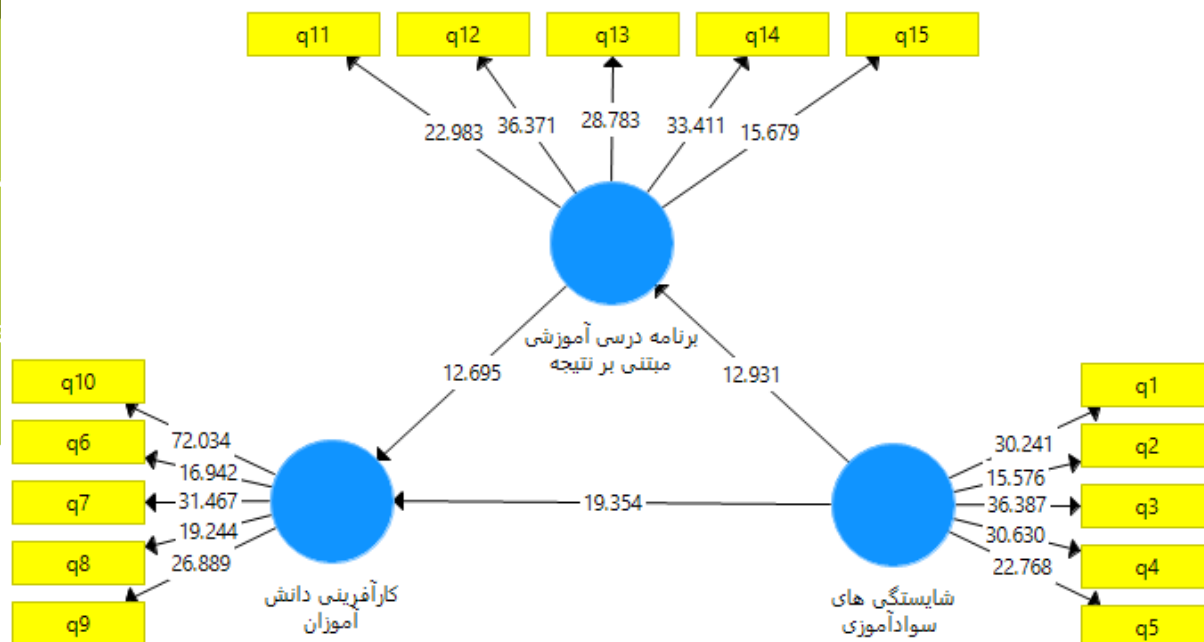 q11
q12
q13
q14
q15
22.983
36.371
28.783
33.411
15.679
برنامه درسی آموزشی
مبتنی بر نتیجه
12.695
12.931
q10
q6
q7
q8
q9
72.034
16.942
31.467
19.244
26.889
کارآفرینی دانش
آموزان
19.354
q1
q2
q3
q4
q5
30.241
15.576
36.387
30.630
22.768
شایستگی های
سوادآموزی